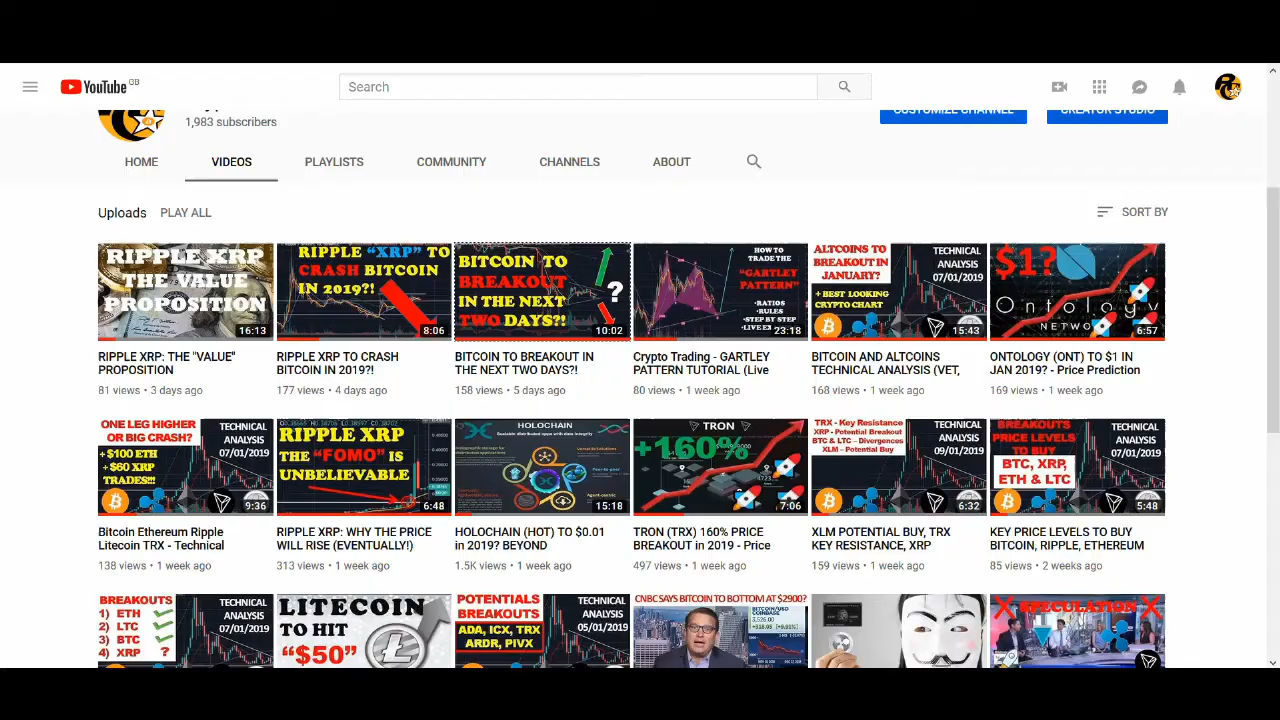 YouTube GB
Search
1,983 subscribers
CUSTOMIZE CHANNEL
CREATOR STUDIO
HOME
VIDEOS
PLAYLISTS
COMMUNITY
CHANNELS
ABOUT
Uploads
PLAY ALL
SORT BY
RIPPLE XRP
THE VALUE
PROPOSITION
16:13
RIPPLE XRP: THE "VALUE"
PROPOSITION
81 views • 3 days ago
RIPPLE “XRP” TO
CRASH BITCOIN
IN 2019?!
8:06
RIPPLE XRP TO CRASH
BITCOIN IN 2019?!
177 views • 4 days ago
BITCOIN TO
BREAKOUT
IN THE NEXT
TWO DAYS?!
?
10:02
BITCOIN TO BREAKOUT IN
THE NEXT TWO DAYS?!
158 views • 5 days ago
HOW TO
TRADE THE
“GARTLEY
PATTERN”
•RATIOS
•RULES
•STEP BY STEP
23:18
Crypto Trading - GARTLEY
PATTERN TUTORIAL (Live
80 views • 1 week ago
ALTCOINS TO
BREAKOUT IN
JANUARY?
+ BEST LOOKING
CRYPTO CHART
TECHNICAL
ANALYSIS
07/01/2019
15:43
BITCOIN AND ALTCOINS
TECHNICAL ANALYSIS (VET,
168 views • 1 week ago
$1?
Ontology
NETWO
6:57
ONTOLOGY (ONT) TO $1 IN
JAN 2019? - Price Prediction
169 views • 1 week ago
ONE LEG HIGHER
OR BIG CRASH?
+ $100 ETH
+ $60 XRP
TRADES!!!
TECHNICAL
ANALYSIS
07/01/2019
9:36
Bitcoin Ethereum Ripple
Litecoin TRX - Technical
138 views • 1 week ago
RIPPLE XRP
THE “FOMO” IS
UNBELIEVABLE
6:48
RIPPLE XRP: WHY THE PRICE
WILL RISE (EVENTUALLY!)
313 views • 1 week ago
HOLOCHAIN
15:18
HOLOCHAIN (HOT) TO $0.01
in 2019? BEYOND
1.5K views • 1 week ago
TRON
+160%
7:06
TRON (TRX) 160% PRICE
BREAKOUT in 2019 - Price
497 views • 1 week ago
TRX - Key Resistance
XRP - Potential Breakout
BTC & LTC – Divergences
XLM – Potential Buy
TECHNICAL
ANALYSIS
09/01/2019
6:32
XLM POTENTIAL BUY, TRX
KEY RESISTANCE, XRP
159 views • 1 week ago
BREAKOUTS
PRICE LEVELS
TO BUY
BTC, XRP,
ETH & LTC
TECHNICAL
ANALYSIS
07/01/2019
5:48
KEY PRICE LEVELS TO BUY
BITCOIN, RIPPLE, ETHEREUM
85 views • 2 weeks ago
BREAKOUTS
1) ETH
2) LTC
3) BTC
4) XRP ?
TECHNICAL
ANALYSIS
07/01/2019
LITECOIN
TO HIT
“$50”
POTENTIALS
BREAKOUTS
ADA, ICX, TRX
ARDR, PIVX
TECHNICAL
ANALYSIS
05/01/2019
CNBC SAYS BITCOIN TO BOTTOM AT $2900?
BITCOIN/USD
COINBASE
3,526.00
SPECULATION